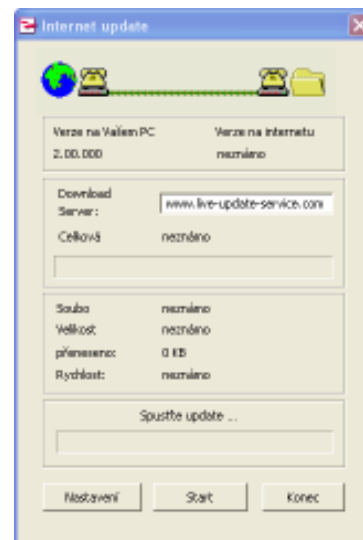 Internet update
Verze na Vašem PC Verze na internetu
2.00.000 neznámo
Download
Server: www.live-update-service.com
Celková neznámo
Soubo neznámo
Velikost neznámo
přeneseno: 0 KB
Rychlost: neznámo
Spusťte update ...
Nastavení Start Konec